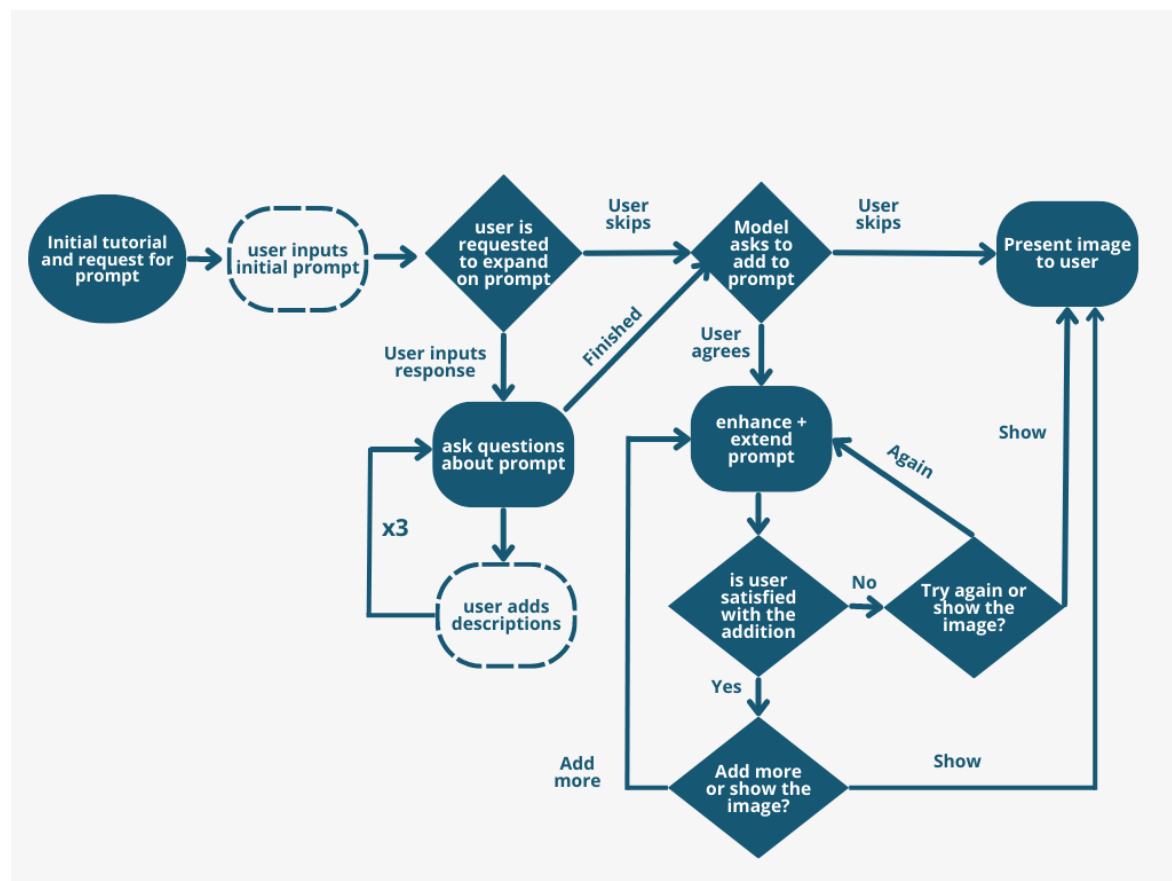 Initial tutorial
and request for
prompt
user inputs
initial prompt
user is
requested
to expand
on prompt
User
skips
Model
asks to
add to
prompt
User
skips
Present image
to user
User inputs
response
Finished
User
agrees
ask questions
about prompt
x3
user adds
descriptions
enhance +
extend
prompt
Again
Show
is user
satisfied
with the
addition
No
Try again or
show the
image?
Yes
Add
more
Add more
or show the
image?
Show